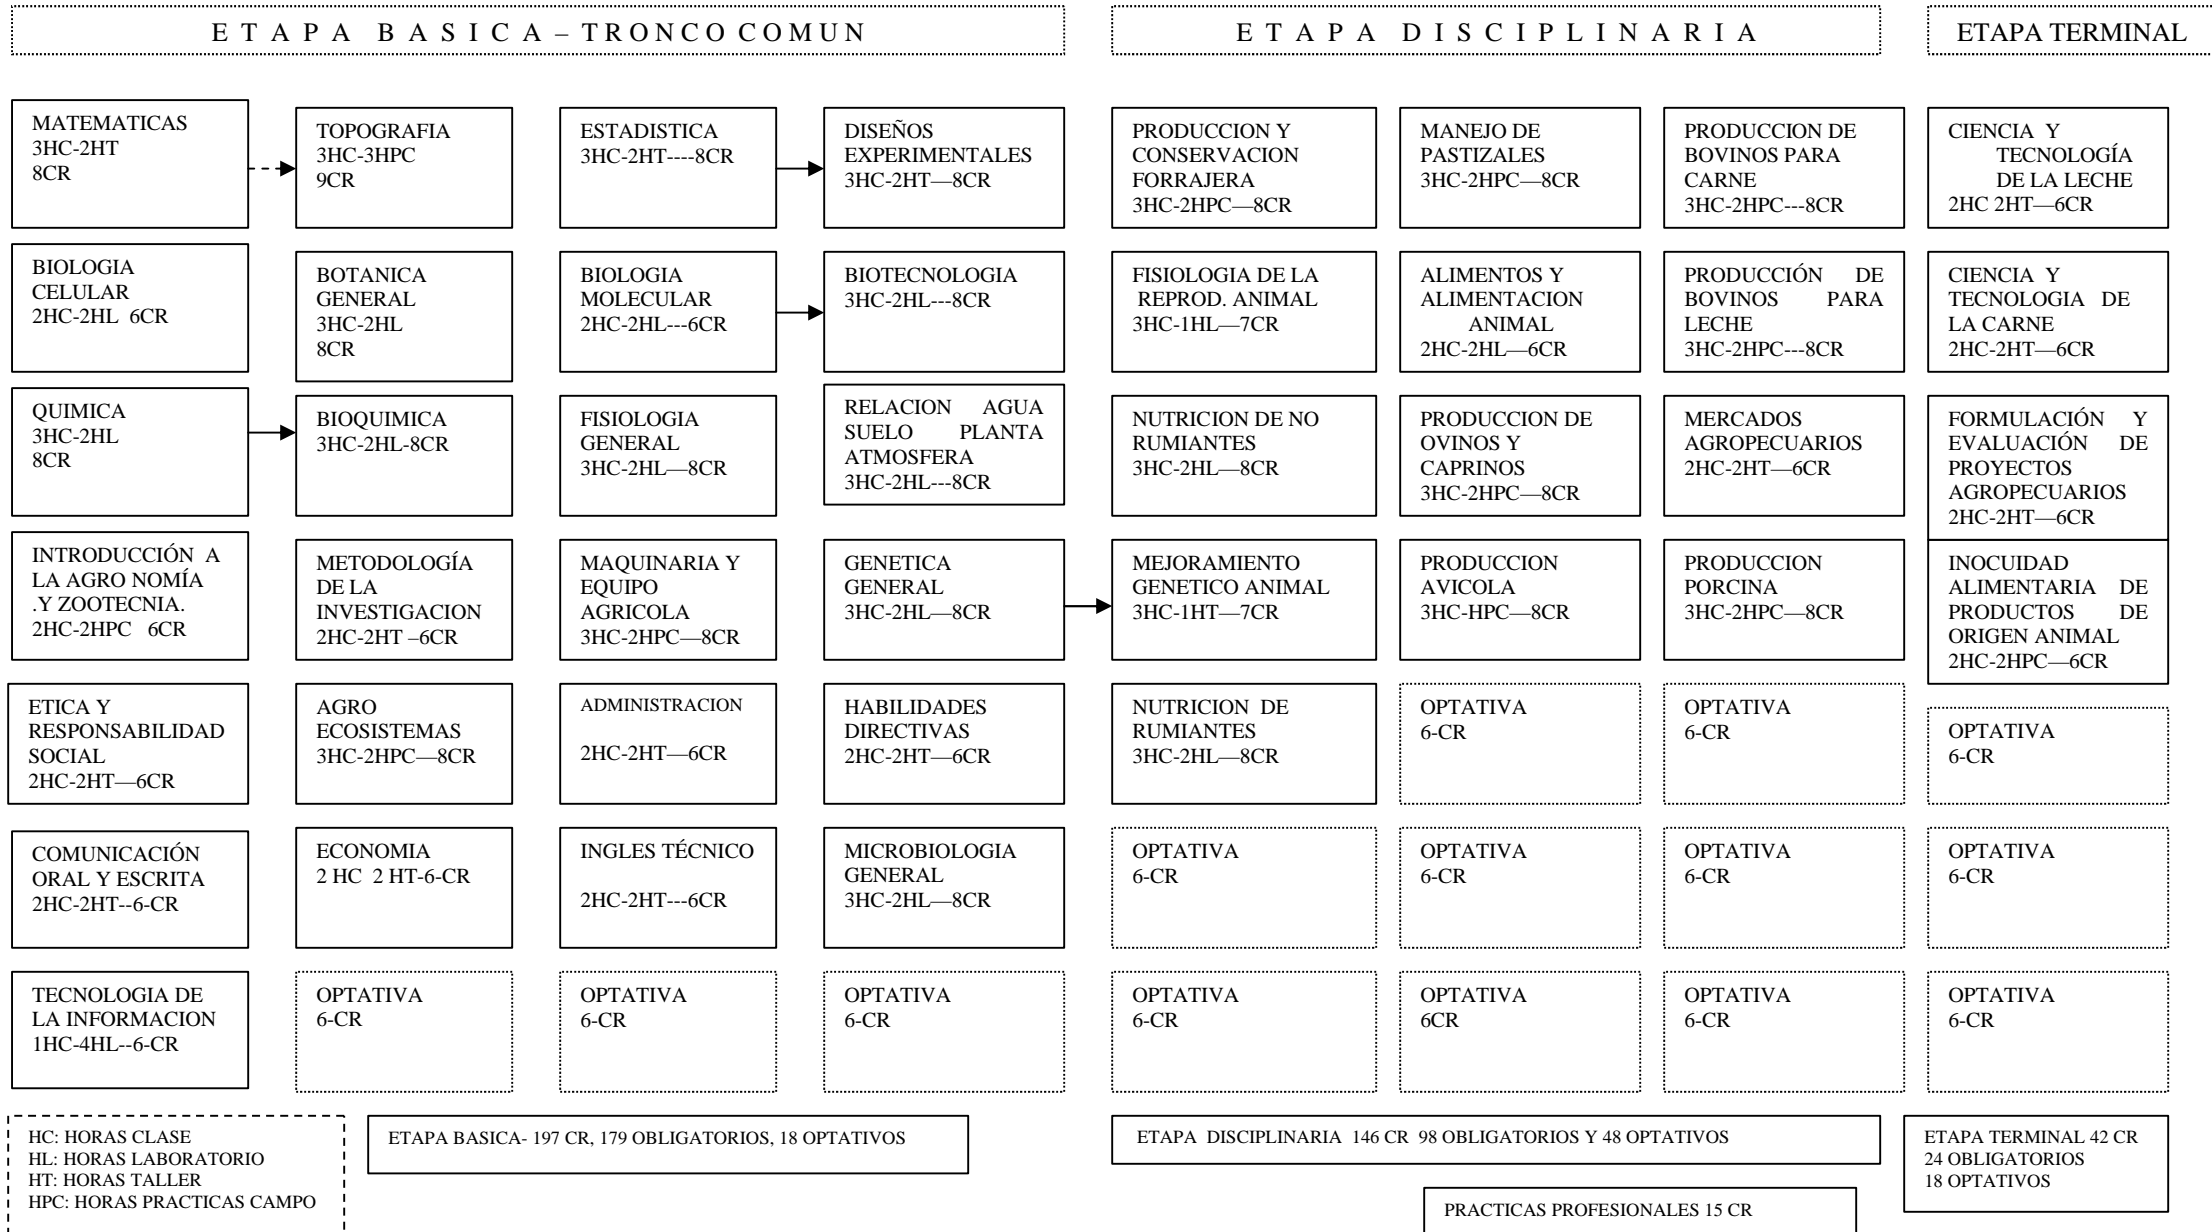 E T A P A B A S I C A – TRONCO COMUN
E T A P A D I S C I P L I N A R I A
ETAPA TERMINAL
MATEMATICAS
3HC-2HT
8CR
TOPOGRAFIA
3HC-3HPC
9CR
ESTADISTICA
3HC-2HT----8CR
DISEÑOS
EXPERIMENTALES
3HC-2HT—8CR
PRODUCCION Y
CONSERVACION
FORRAJERA
3HC-2HPC—8CR
MANEJO DE
PASTIZALES
3HC-2HPC—8CR
PRODUCCION DE
BOVINOS PARA
CARNE
3HC-2HPC---8CR
CIENCIA Y
TECNOLOGÍA
DE LA LECHE
2HC 2HT—6CR
BIOLOGIA
CELULAR
2HC-2HL 6CR
BOTANICA
GENERAL
3HC-2HL
8CR
BIOLOGIA
MOLECULAR
2HC-2HL---6CR
BIOTECNOLOGIA
3HC-2HL---8CR
FISIOLOGIA DE LA
REPROD. ANIMAL
3HC-1HL—7CR
ALIMENTOS Y
ALIMENTACION
ANIMAL
2HC-2HL—6CR
PRODUCCIÓN DE
BOVINOS PARA
LECHE
3HC-2HPC---8CR
CIENCIA Y
TECNOLOGIA DE
LA CARNE
2HC-2HT—6CR
QUIMICA
3HC-2HL
8CR
BIOQUIMICA
3HC-2HL-8CR
FISIOLOGIA
GENERAL
3HC-2HL—8CR
RELACION AGUA
SUELO PLANTA
ATMOSFERA
3HC-2HL---8CR
NUTRICION DE NO
RUMIANTES
3HC-2HL—8CR
PRODUCCION DE
OVINOS Y
CAPRINOS
3HC-2HPC—8CR
MERCADOS
AGROPECUARIOS
2HC-2HT—6CR
FORMULACIÓN Y
EVALUACIÓN DE
PROYECTOS
AGROPECUARIOS
2HC-2HT—6CR
INTRODUCCIÓN A
LA AGRO NOMÍA
.Y ZOOTECNIA.
2HC-2HPC 6CR
METODOLOGÍA
DE LA
INVESTIGACION
2HC-2HT –6CR
MAQUINARIA Y
EQUIPO
AGRICOLA
3HC-2HPC—8CR
GENETICA
GENERAL
3HC-2HL—8CR
MEJORAMIENTO
GENETICO ANIMAL
3HC-1HT—7CR
PRODUCCION
AVICOLA
3HC-HPC—8CR
PRODUCCION
PORCINA
3HC-2HPC—8CR
INOCUIDAD
ALIMENTARIA DE
PRODUCTOS DE
ORIGEN ANIMAL
2HC-2HPC—6CR
ETICA Y
RESPONSABILIDAD
SOCIAL
2HC-2HT—6CR
AGRO
ECOSISTEMAS
3HC-2HPC—8CR
ADMINISTRACION
2HC-2HT—6CR
HABILIDADES
DIRECTIVAS
2HC-2HT—6CR
NUTRICION DE
RUMIANTES
3HC-2HL—8CR
OPTATIVA
6-CR
OPTATIVA
6-CR
OPTATIVA
6-CR
COMUNICACIÓN
ORAL Y ESCRITA
2HC-2HT--6-CR
ECONOMIA
2 HC 2 HT-6-CR
INGLES TÉCNICO
2HC-2HT---6CR
MICROBIOLOGIA
GENERAL
3HC-2HL—8CR
OPTATIVA
6-CR
OPTATIVA
6-CR
OPTATIVA
6-CR
OPTATIVA
6-CR
TECNOLOGIA DE
LA INFORMACION
1HC-4HL--6-CR
OPTATIVA
6-CR
OPTATIVA
6-CR
OPTATIVA
6-CR
OPTATIVA
6-CR
OPTATIVA
6CR
OPTATIVA
6-CR
OPTATIVA
6-CR
HC: HORAS CLASE
HL: HORAS LABORATORIO
HT: HORAS TALLER
HPC: HORAS PRACTICAS CAMPO
ETAPA BASICA- 197 CR, 179 OBLIGATORIOS, 18 OPTATIVOS
ETAPA DISCIPLINARIA 146 CR 98 OBLIGATORIOS Y 48 OPTATIVOS
ETAPA TERMINAL 42 CR
24 OBLIGATORIOS
18 OPTATIVOS
PRACTICAS PROFESIONALES 15 CR